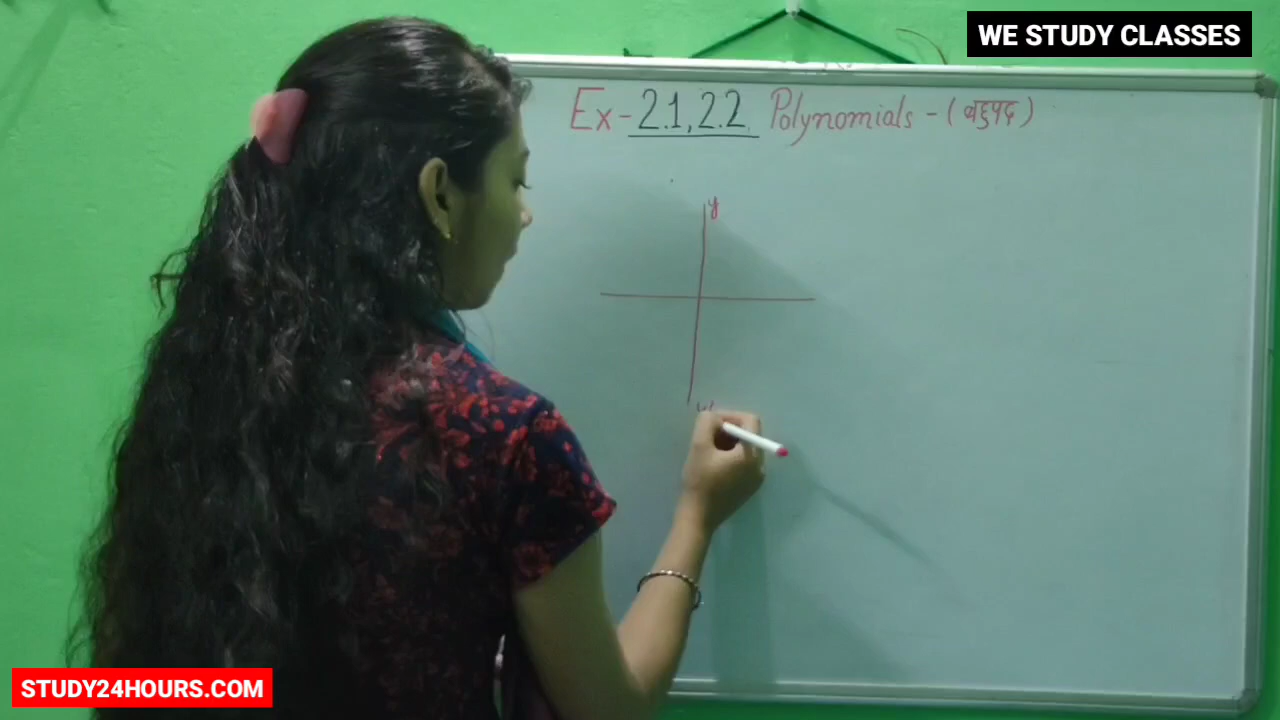 WE STUDY CLASSES
Ex-2.1, 2.2 Polynomials - (बहुपद)
y
y'
STUDY24HOURS.COM